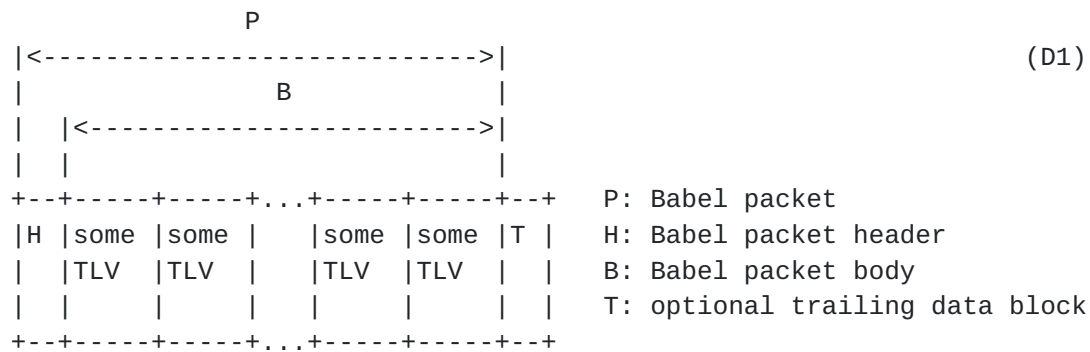 P
|<---------------------------->|                                 (D1)
|                B             |
|  |<------------------------->|
|  |                           |
+--+-----+-----+...+-----+-----+--+   P: Babel packet
|H |some |some |   |some |some |T |   H: Babel packet header
|  |TLV  |TLV  |   |TLV  |TLV  |  |   B: Babel packet body
|  |     |     |   |     |     |  |   T: optional trailing data block
+--+-----+-----+...+-----+-----+--+